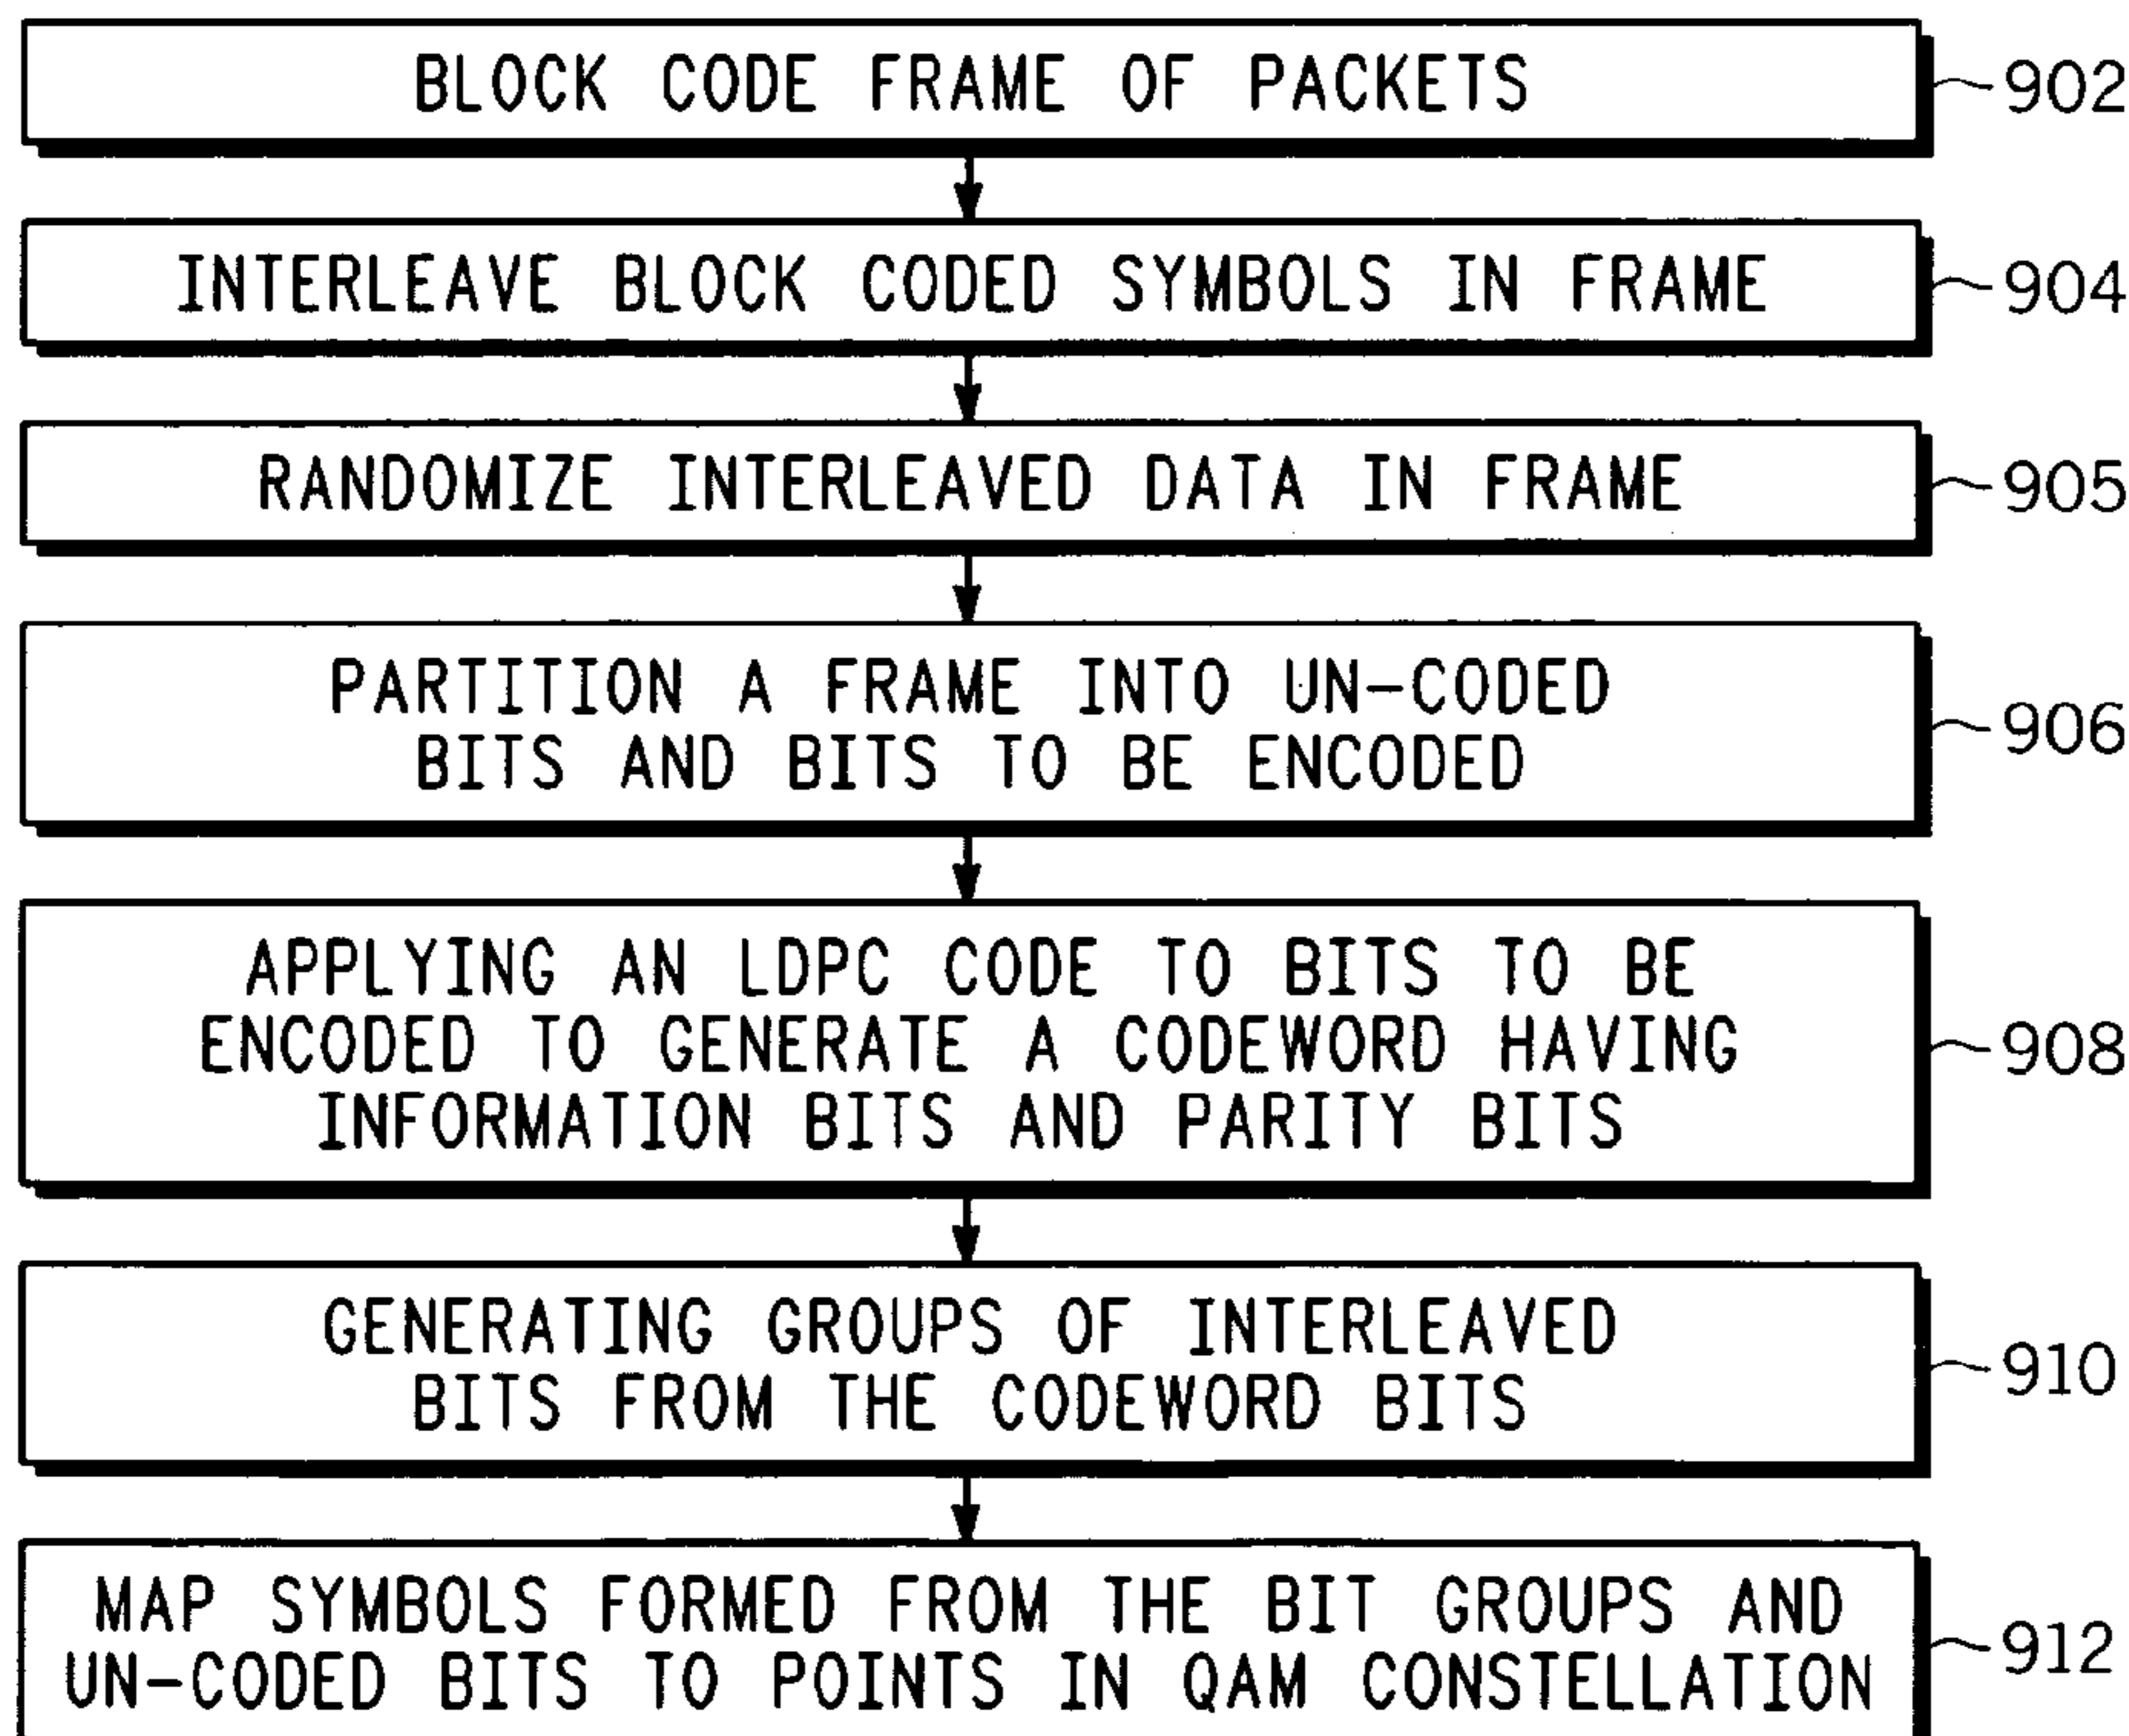 BLOCK CODE FRAME OF PACKETS
902
INTERLEAVE BLOCK CODED SYMBOLS IN FRAME
904
RANDOMIZE INTERLEAVED DATA IN FRAME
905
PARTITION A FRAME INTO UN-CODED
BITS AND BITS TO BE ENCODED
906
APPLYING AN LDPC CODE TO BITS TO BE
ENCODED TO GENERATE A CODEWORD HAVING
INFORMATION BITS AND PARITY BITS
908
GENERATING GROUPS OF INTERLEAVED
BITS FROM THE CODEWORD BITS
910
MAP SYMBOLS FORMED FROM THE BIT GROUPS AND
UN-CODED BITS TO POINTS IN QAM CONSTELLATION
912